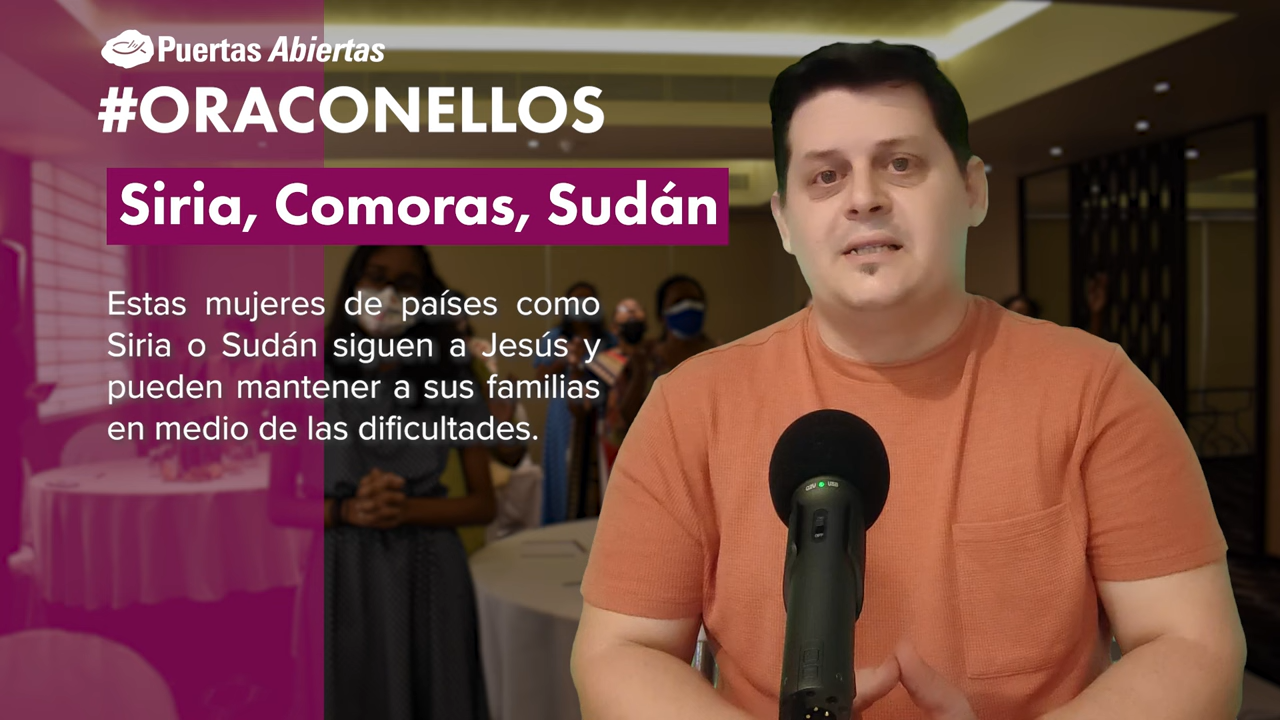 Puertas Abiertas
#ORACONELLOS
Siria, Comoras, Sudán
Estas mujeres de países como
Siria o Sudán siguen a Jesús y
pueden mantener a sus familias
en medio de las dificultades.